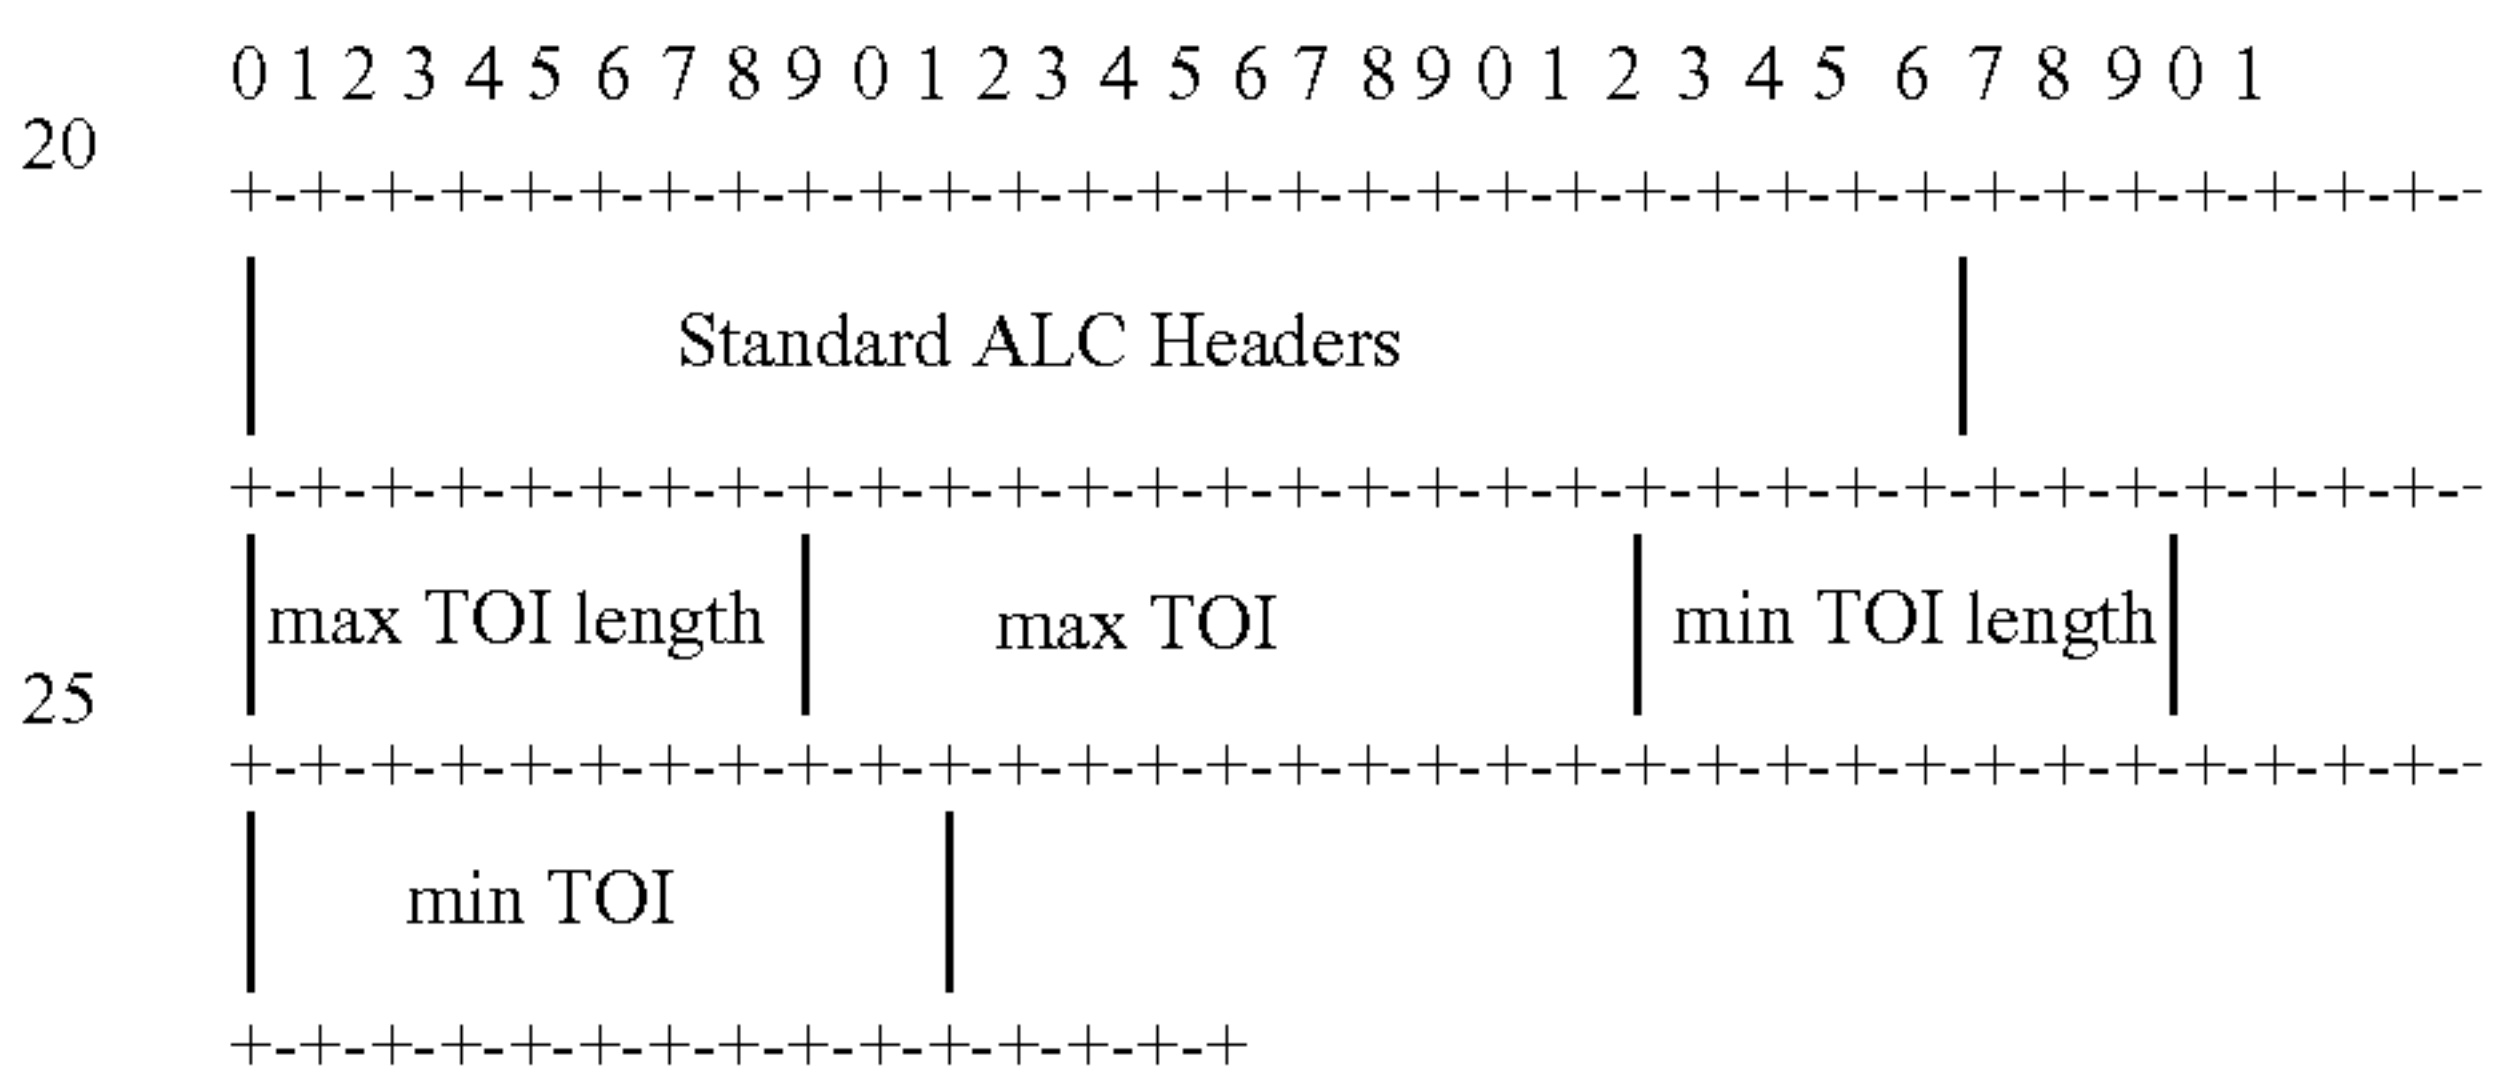 0 1 2 3 4 5 6 7 8 9 0 1 2 3 4 5 6 7 8 9 0 1 2 3 4 5 6 7 8 9 0 1
20
+-+-+-+-+-+-+-+-+-+-+-+-+-+-+-+-+-+-+-+-+-+-+-+-+-+-+-+-+-+-+-+--
| Standard ALC Headers |
+-+-+-+-+-+-+-+-+-+-+-+-+-+-+-+-+-+-+-+-+-+-+-+-+-+-+-+-+-+-+-+--
| max TOI length | max TOI | min TOI length |
25
+-+-+-+-+-+-+-+-+-+-+-+-+-+-+-+-+-+-+-+-+-+-+-+-+-+-+-+-+-+-+-+--
| min TOI |
+-+-+-+-+-+-+-+-+-+-+-+-+-+-+